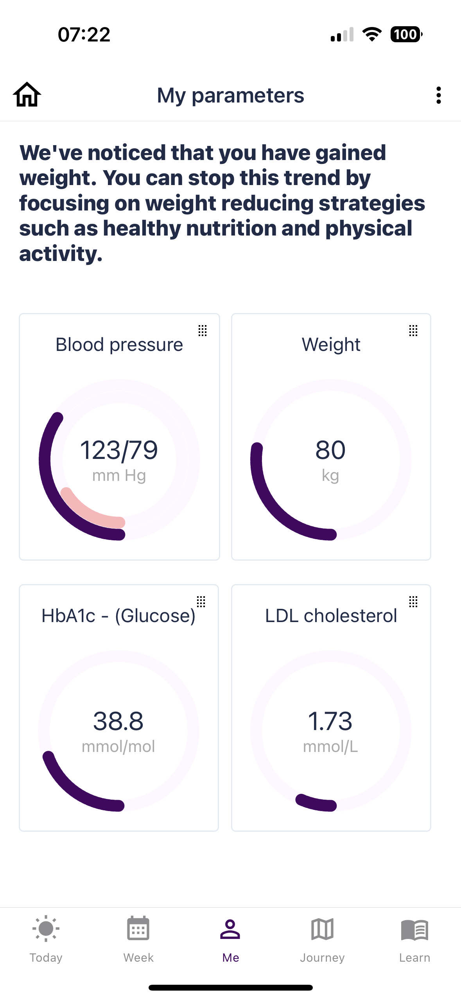 07:22
100
My parameters
We've noticed that you have gained
weight. You can stop this trend by
focusing on weight reducing strategies
such as healthy nutrition and physical
activity.
Blood pressure
123/79
mm Hg
Weight
80
kg
HbA1c - (Glucose)
38.8
mmol/mol
LDL cholesterol
1.73
mmol/L
Today
Week
Me
Journey
Learn